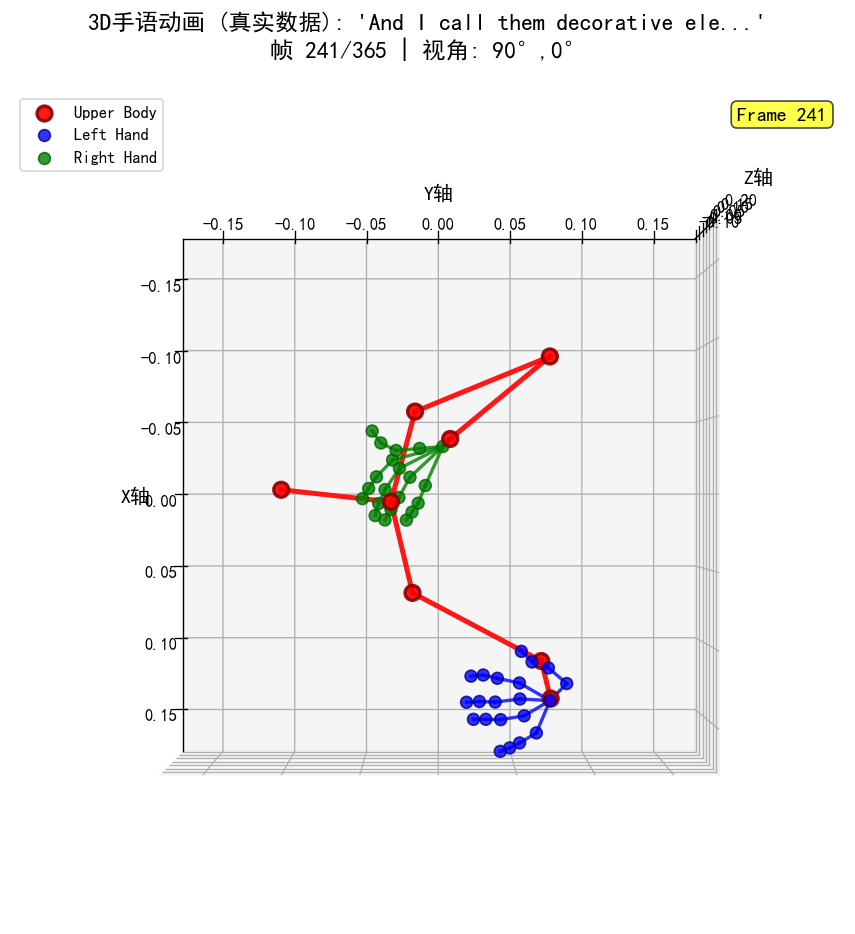 3D手语动画 (真实数据): 'And I call them decorative ele...'
帧 241/365 | 视角: 90°,0°
Upper Body
Left Hand
Right Hand
Frame 241
Z轴
Y轴
-0.15 -0.10 -0.05 0.00 0.05 0.10 0.15
-0.15
-0.10
-0.05
X轴
0.00
0.05
0.10
0.15